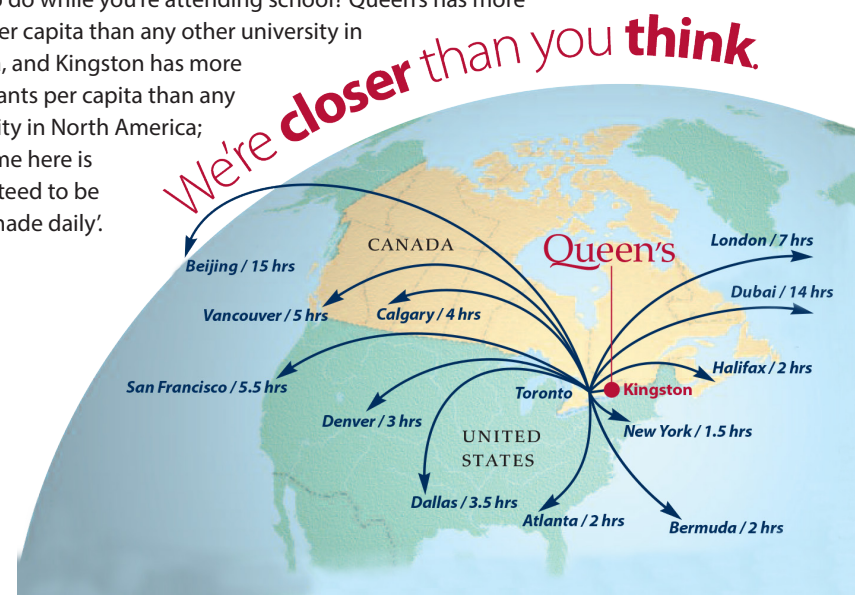 do while you're attending school? Queen's has more
per capita than any other university in
, and Kingston has more
ants per capita than any
ity in North America;
me here is
teed to be
nade daily'.
We're closer than you think.
CANADA
Queen's
London / 7 hrs
Beijing / 15 hrs
Dubai / 14 hrs
Vancouver / 5 hrs
Calgary / 4 hrs
Halifax / 2 hrs
San Francisco / 5.5 hrs
Toronto
Kingston
Denver / 3 hrs
New York / 1.5 hrs
UNITED
STATES
Dallas / 3.5 hrs
Atlanta / 2 hrs
Bermuda / 2 hrs